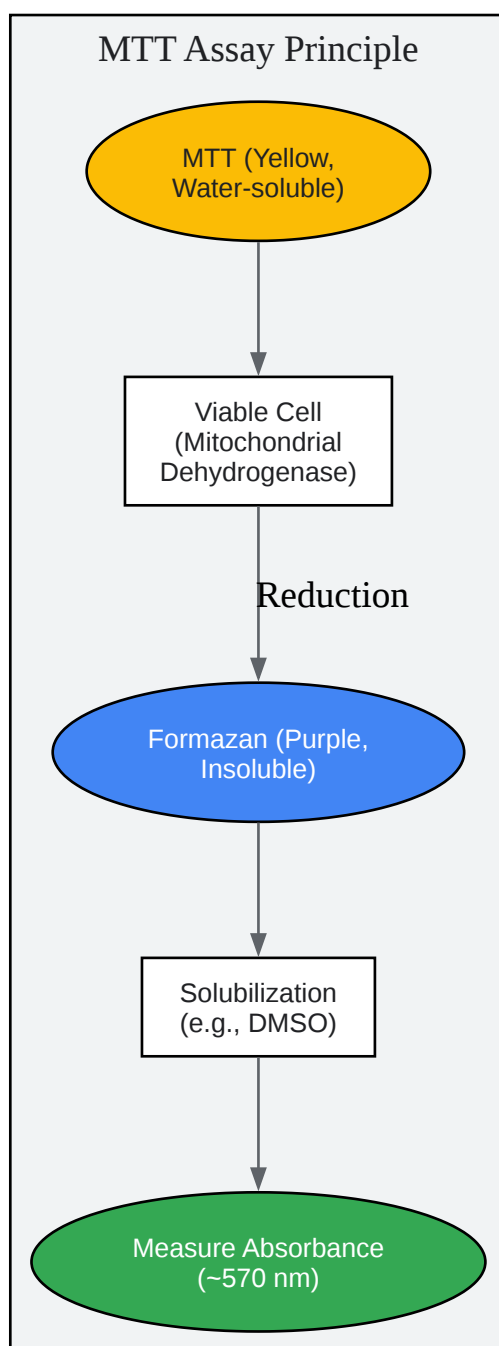 MTT Assay Principle
MTT (Yellow,
Water-soluble)
Viable Cell
(Mitochondrial
Dehydrogenase)
Reduction
Formazan (Purple,
Insoluble)
Solubilization
(e.g., DMSO)
Measure Absorbance
(~570 nm)